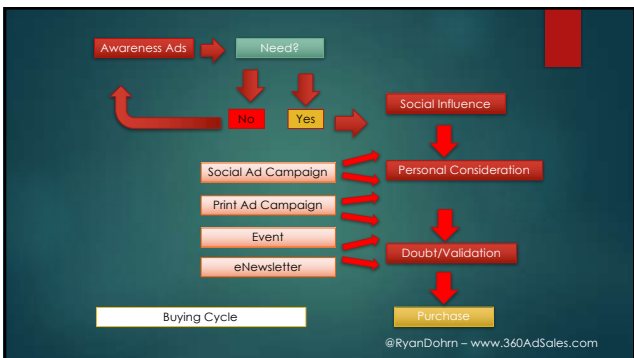 Awareness Ads
Need?
No
Yes
Social Influence
Social Ad Campaign
Personal Consideration
Print Ad Campaign
Event
Doubt/Validation
eNewsletter
Buying Cycle
Purchase
@RyanDohrn – www.360AdSales.com